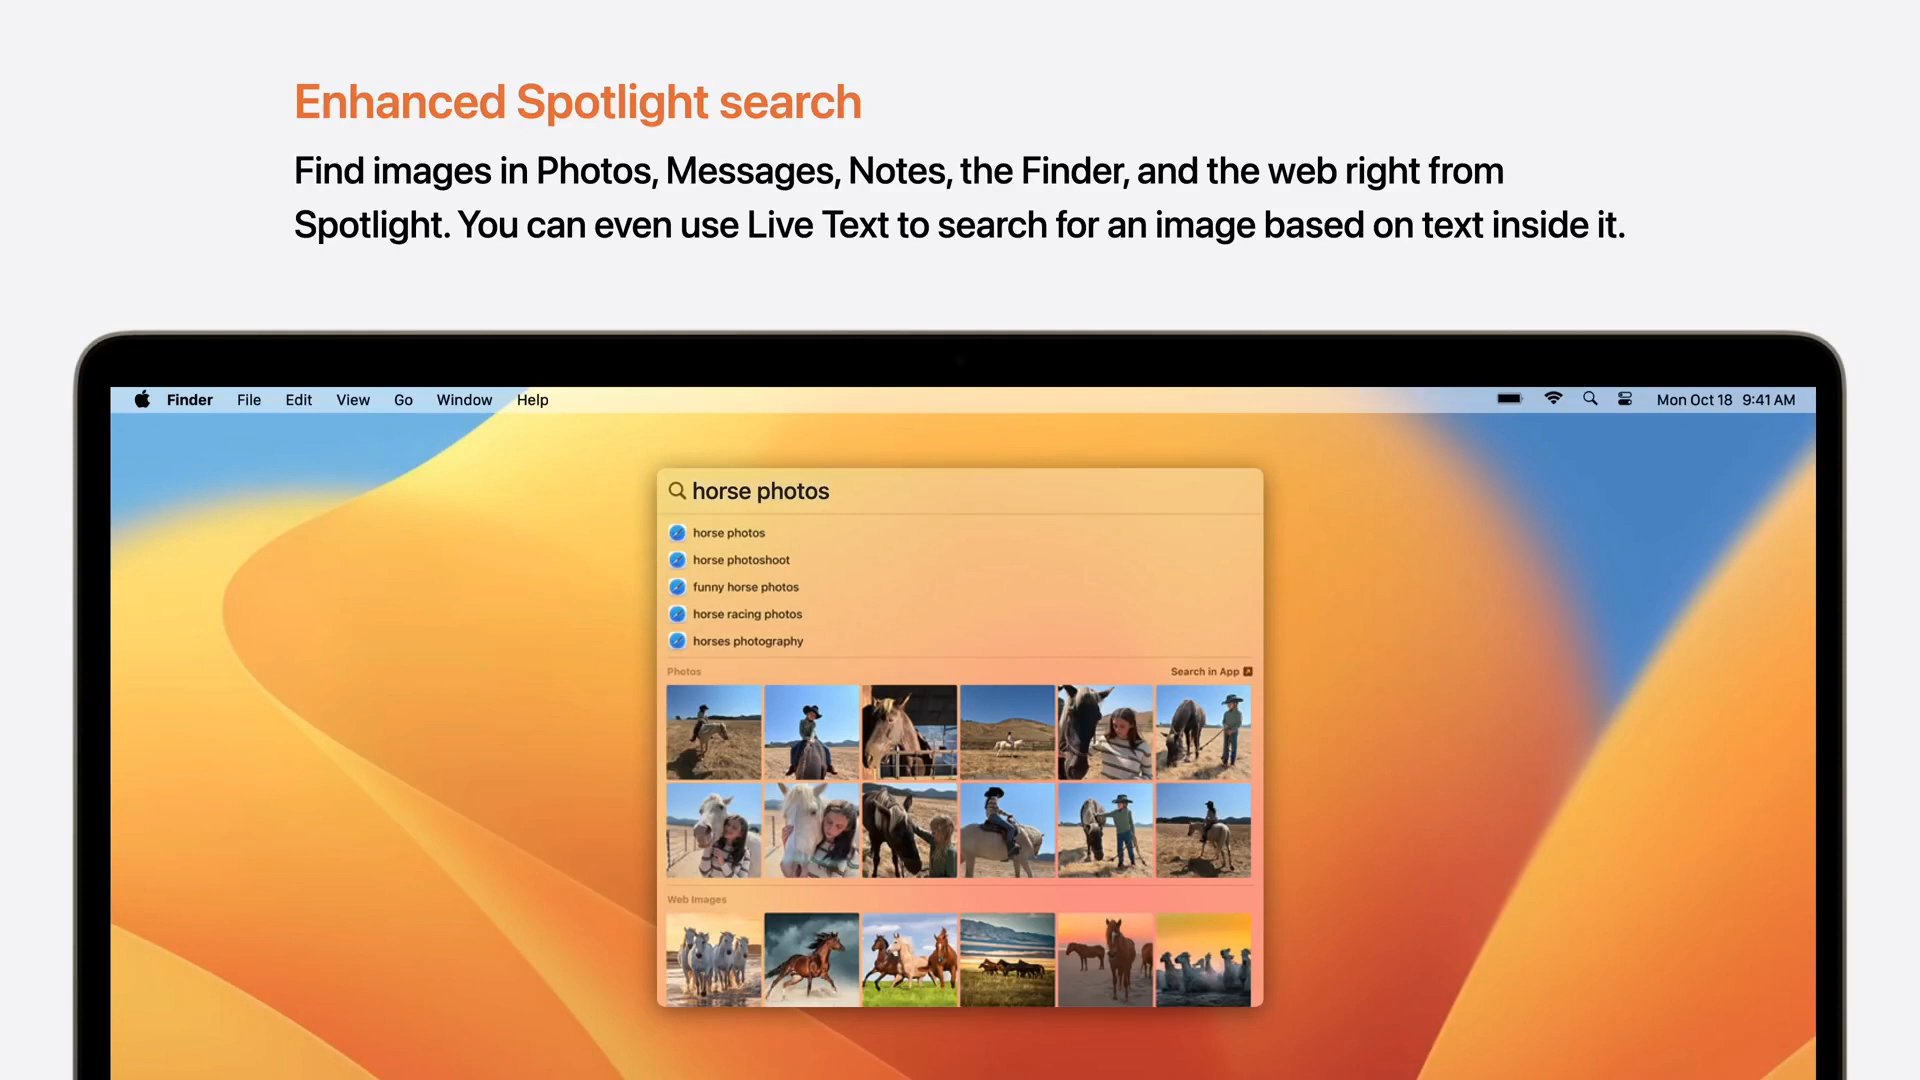 Enhanced Spotlight search
Find images in Photos, Messages, Notes, the Finder, and the web right from
Spotlight. You can even use Live Text to search for an image based on text inside it.
Finder File Edit View Go Window Help Mon Oct 18 9:41 AM
horse photos
horse photos
horse photoshoot
funny horse photos
horse racing photos
horses photography
Photos Search in App
Web Images